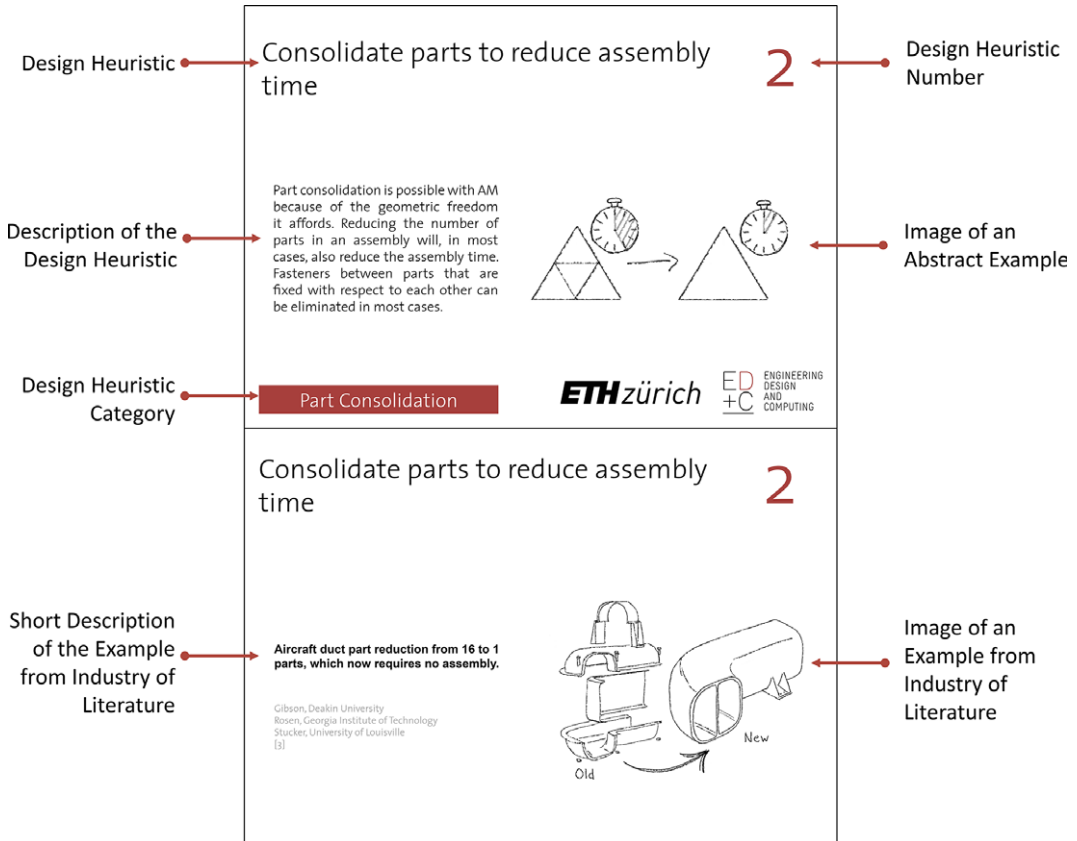 Design Heuristic
Consolidate parts to reduce assembly
time
2
Design Heuristic
Number
Description of the
Design Heuristic
Part consolidation is possible with AM
because of the geometric freedom
it affords. Reducing the number of
parts in an assembly will, in most
cases, also reduce the assembly time.
Fasteners between parts that are
fixed with respect to each other can
be eliminated in most cases.
Image of an
Abstract Example
Design Heuristic
Category
Part Consolidation
ETH zürich
ED
+C
ENGINEERING
DESIGN
AND
COMPUTING
Consolidate parts to reduce assembly
time
2
Short Description
of the Example
from Industry of
Literature
Aircraft duct part reduction from 16 to 1
parts, which now requires no assembly.
Gibson, Deakin University
Rosen, Georgia Institute of Technology
Stucker, University of Louisville
[3]
Old
New
Image of an
Example from
Industry of
Literature